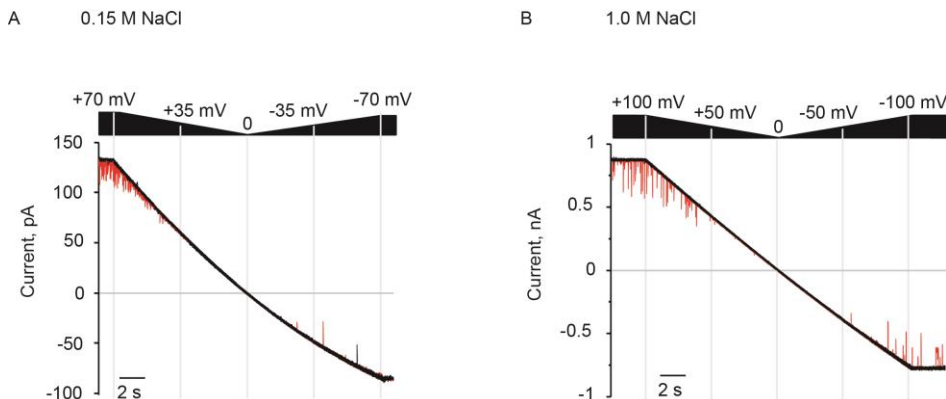 A 0.15 M NaCl
+70 mV +35 mV 0 -35 mV -70 mV
150
100
50
0
-50
-100
Current, pA
2 s
B 1.0 M NaCl
+100 mV +50 mV 0 -50 mV -100 mV
1
0.5
0
-0.5
-1
Current, nA
2 s